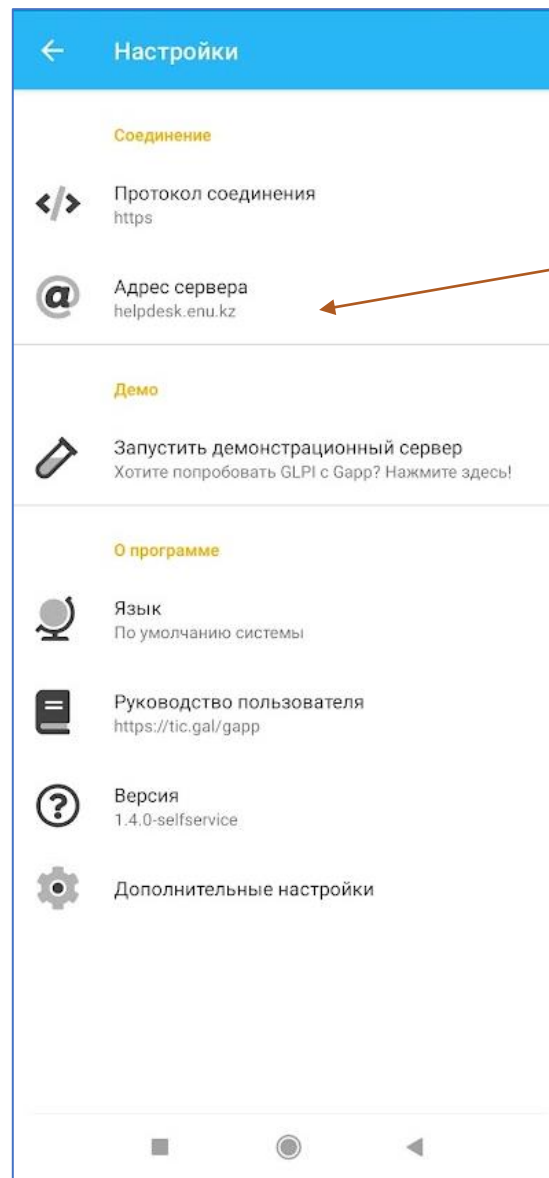 Настройки
Соединение
Протокол соединения
https
Адрес сервера
helpdesk.enu.kz
Демо
Запустить демонстрационный сервер
Хотите попробовать GLPI с Gapp? Нажмите здесь!
О программе
Язык
По умолчанию системы
Руководство пользователя
https://tic.gal/gapp
Версия
1.4.0-selfservice
Дополнительные настройки